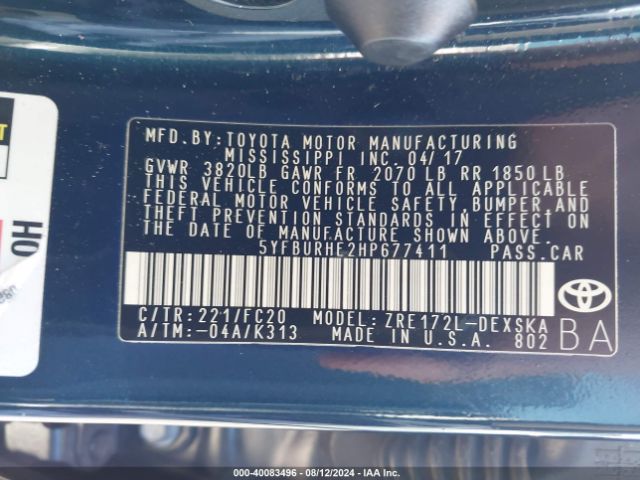 MFD. BY: TOYOTA MOTOR MANUFACTURING
MISSISSIPPI INC. 04/17
GVWR 3820LB GAWR FR 2070 LB RR 1850 LB
THIS VEHICLE CONFORMS TO ALL APPLICABLE
FEDERAL MOTOR VEHICLE SAFETY, BUMPER, AND
THEFT PREVENTION STANDARDS IN EFFECT ON
THE DATE OF MANUFACTURE SHOWN ABOVE.
5YFBURHE2HP677411 PASS. CAR
C/TR: 221/FC20 MODEL: ZRE172L-DEXSKA
A/TM: -04A/K313 MADE IN U.S.A. 802
BA
HO
000-40083496 - 08/12/2024 - IAA Inc.